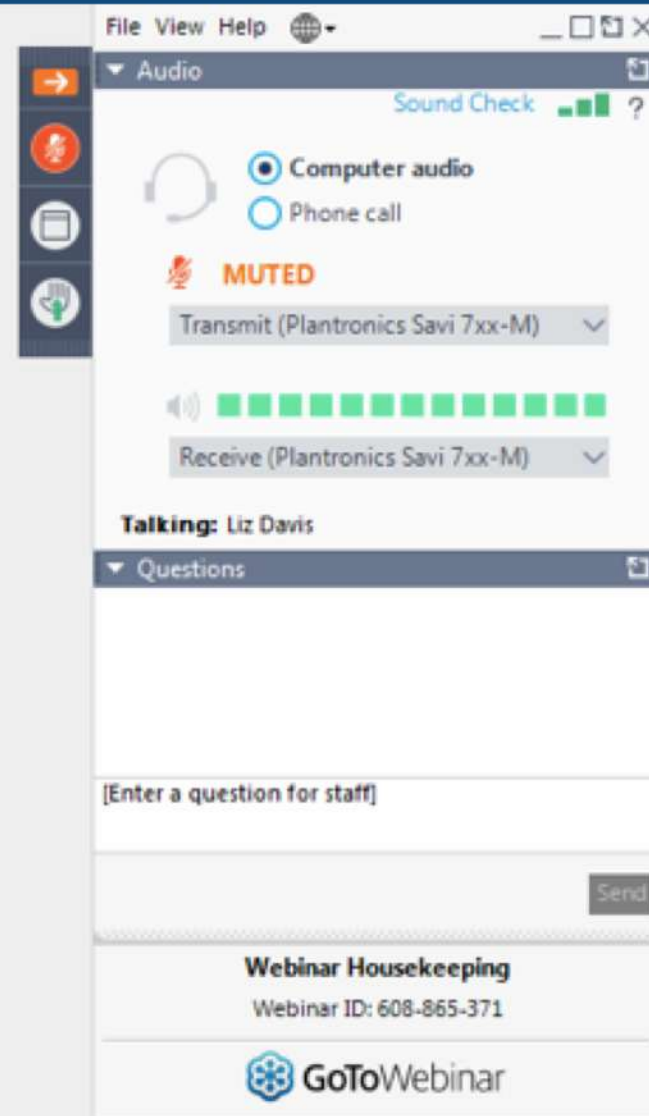 File View Help
Audio
Sound Check ?
Computer audio
Phone call
MUTED
Transmit (Plantronics Savi 7xx-M)
Receive (Plantronics Savi 7xx-M)
Talking: Liz Davis
Questions
[Enter a question for staff]
Send
Webinar Housekeeping
Webinar ID: 608-865-371
GoToWebinar